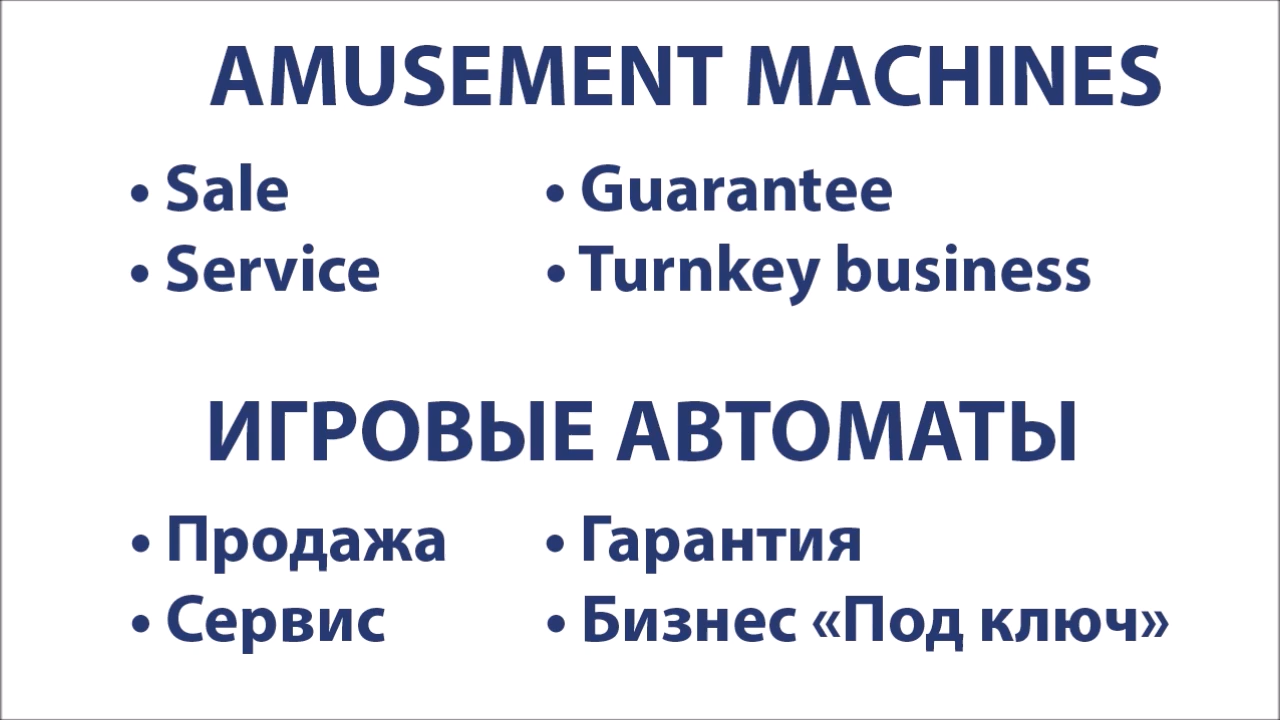 AMUSEMENT MACHINES
• Sale • Guarantee
• Service • Turnkey business
ИГРОВЫЕ АВТОМАТЫ
• Продажа • Гарантия
• Сервис • Бизнес «Под ключ»